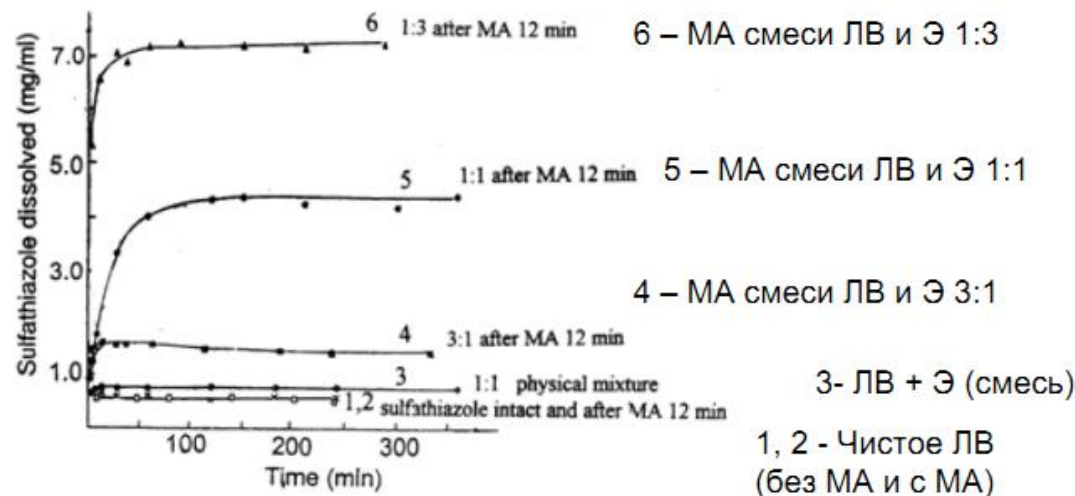 6 1:3 after MA 12 min
6 – МА смеси ЛВ и Э 1:3
7.0
5.0
5 1:1 after MA 12 min
5 – МА смеси ЛВ и Э 1:1
3.0
4 – МА смеси ЛВ и Э 3:1
4 3:1 after MA 12 min
1.0
3 1:1 physical mixture
3- ЛВ + Э (смесь)
1,2 sulfathiazole intact and after MA 12 min
1, 2 - Чистое ЛВ
(без МА и с МА)
100 200 300
Time (min)
Sulfathiazole dissolved (mg/ml)